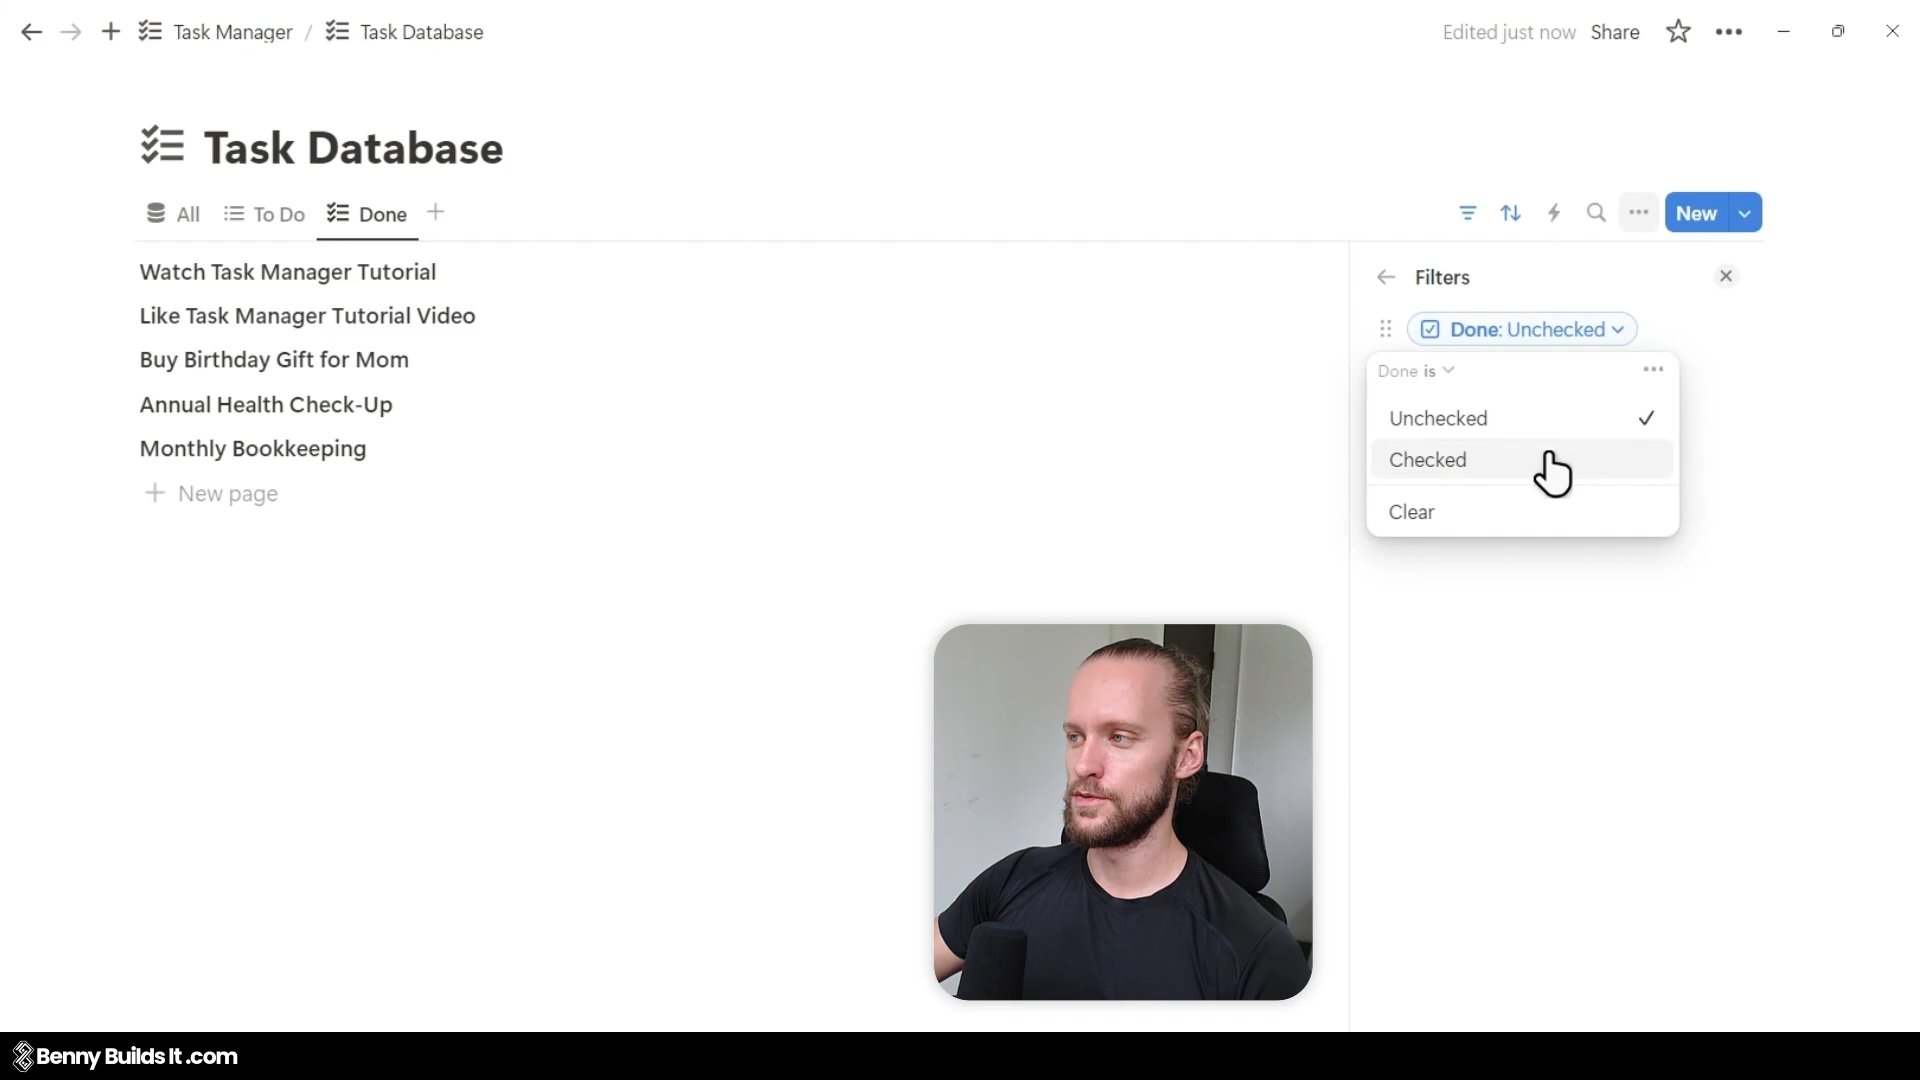 Task Manager / Task Database
Edited just now Share
Task Database
All To Do Done
New
Watch Task Manager Tutorial
Like Task Manager Tutorial Video
Buy Birthday Gift for Mom
Annual Health Check-Up
Monthly Bookkeeping
New page
Filters
Done: Unchecked
Done is
Unchecked
Checked
Clear
Benny Builds It .com